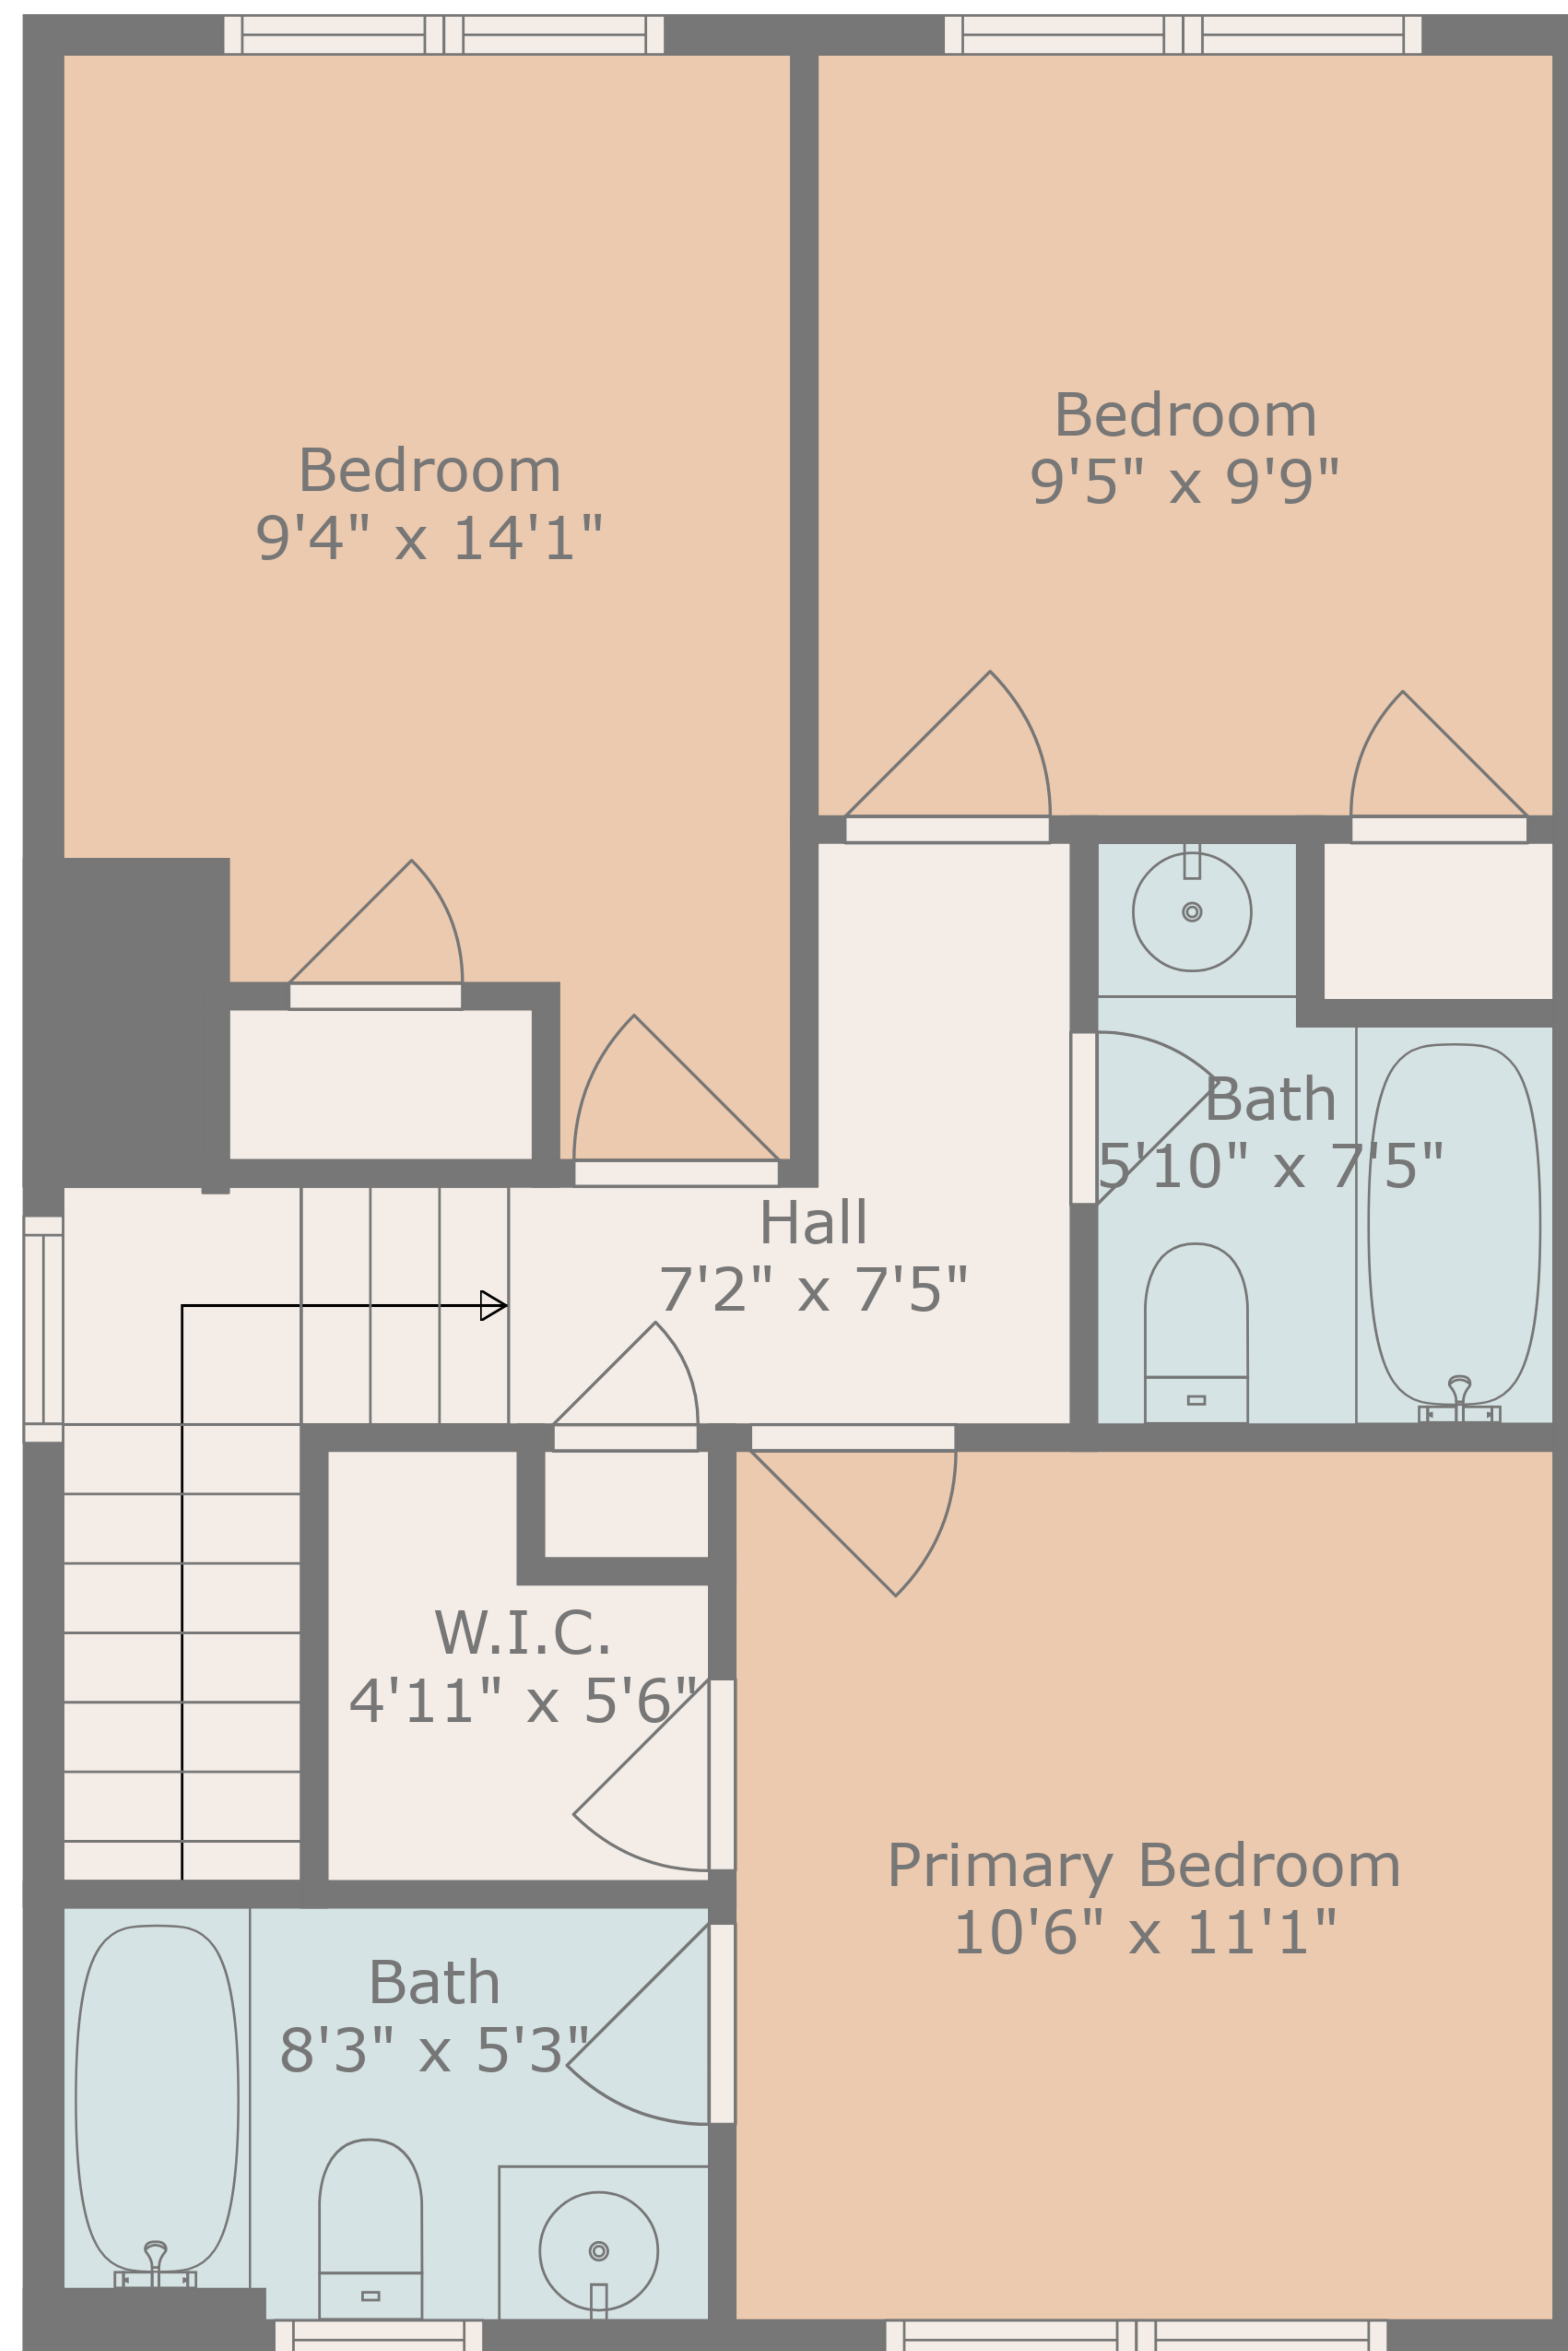 Bedroom
9'4" x 14'1"
Bedroom
9'5" x 9'9"
Bath
5'10" x 7'5"
Hall
7'2" x 7'5"
W.I.C.
4'11" x 5'6"
Primary Bedroom
10'6" x 11'1"
Bath
8'3" x 5'3"